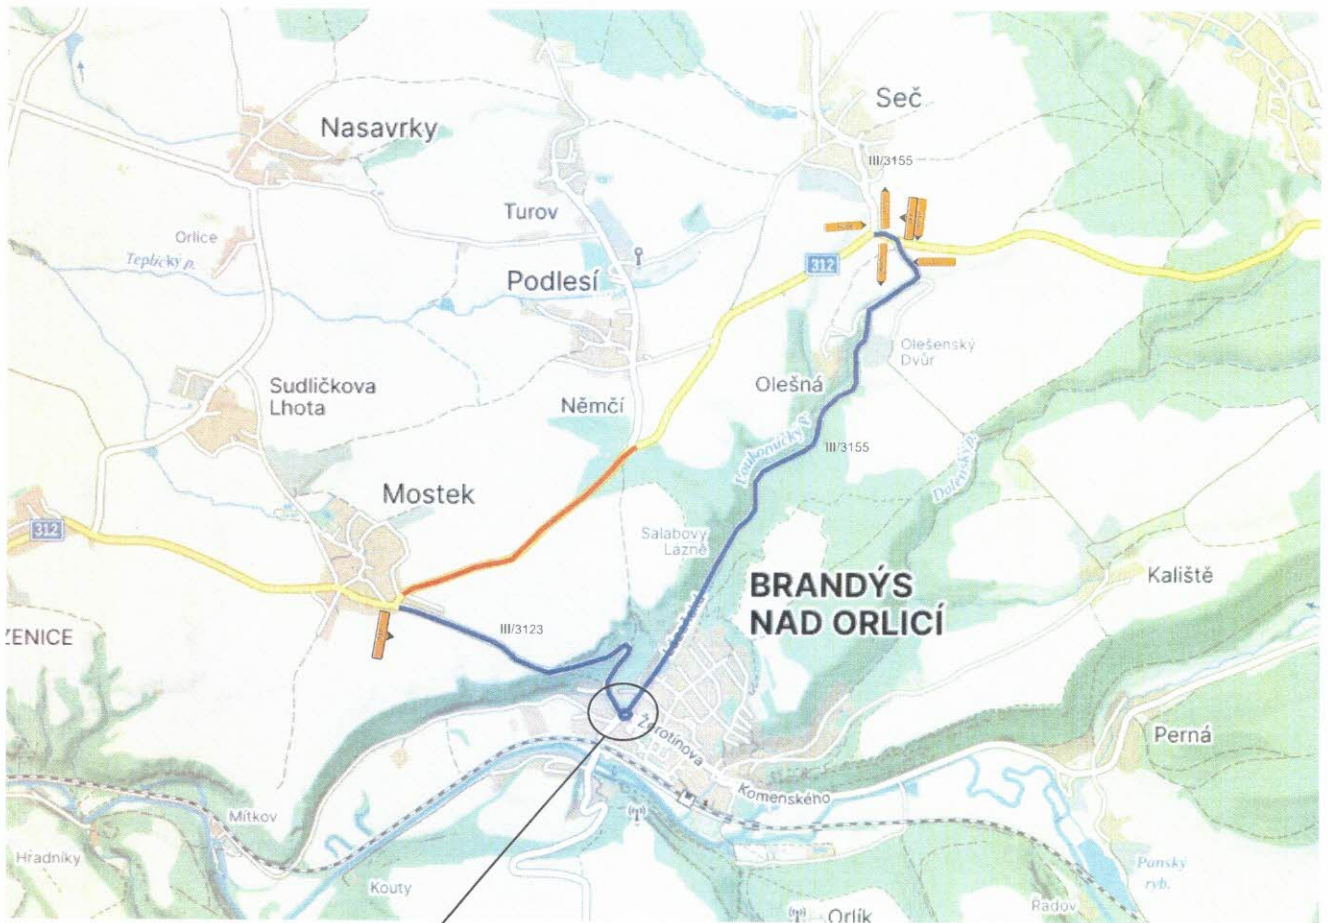 Seč
Nasavrky
III/3155
Turov
Orlice
Teplický p.
312
Podlesí
Olešenský
Dvůr
Sudličkova
Lhota
Olešná
Němčí
III/3155
Mostek
312
Salabovy
Lázně
Kaliště
BRANDÝS
NAD ORLICÍ
III/3123
ZENICE
Žerotínova
Perná
Komenského
Mítkov
Hradníky
Kouty
Panský
ryb.
Radov
Orlík